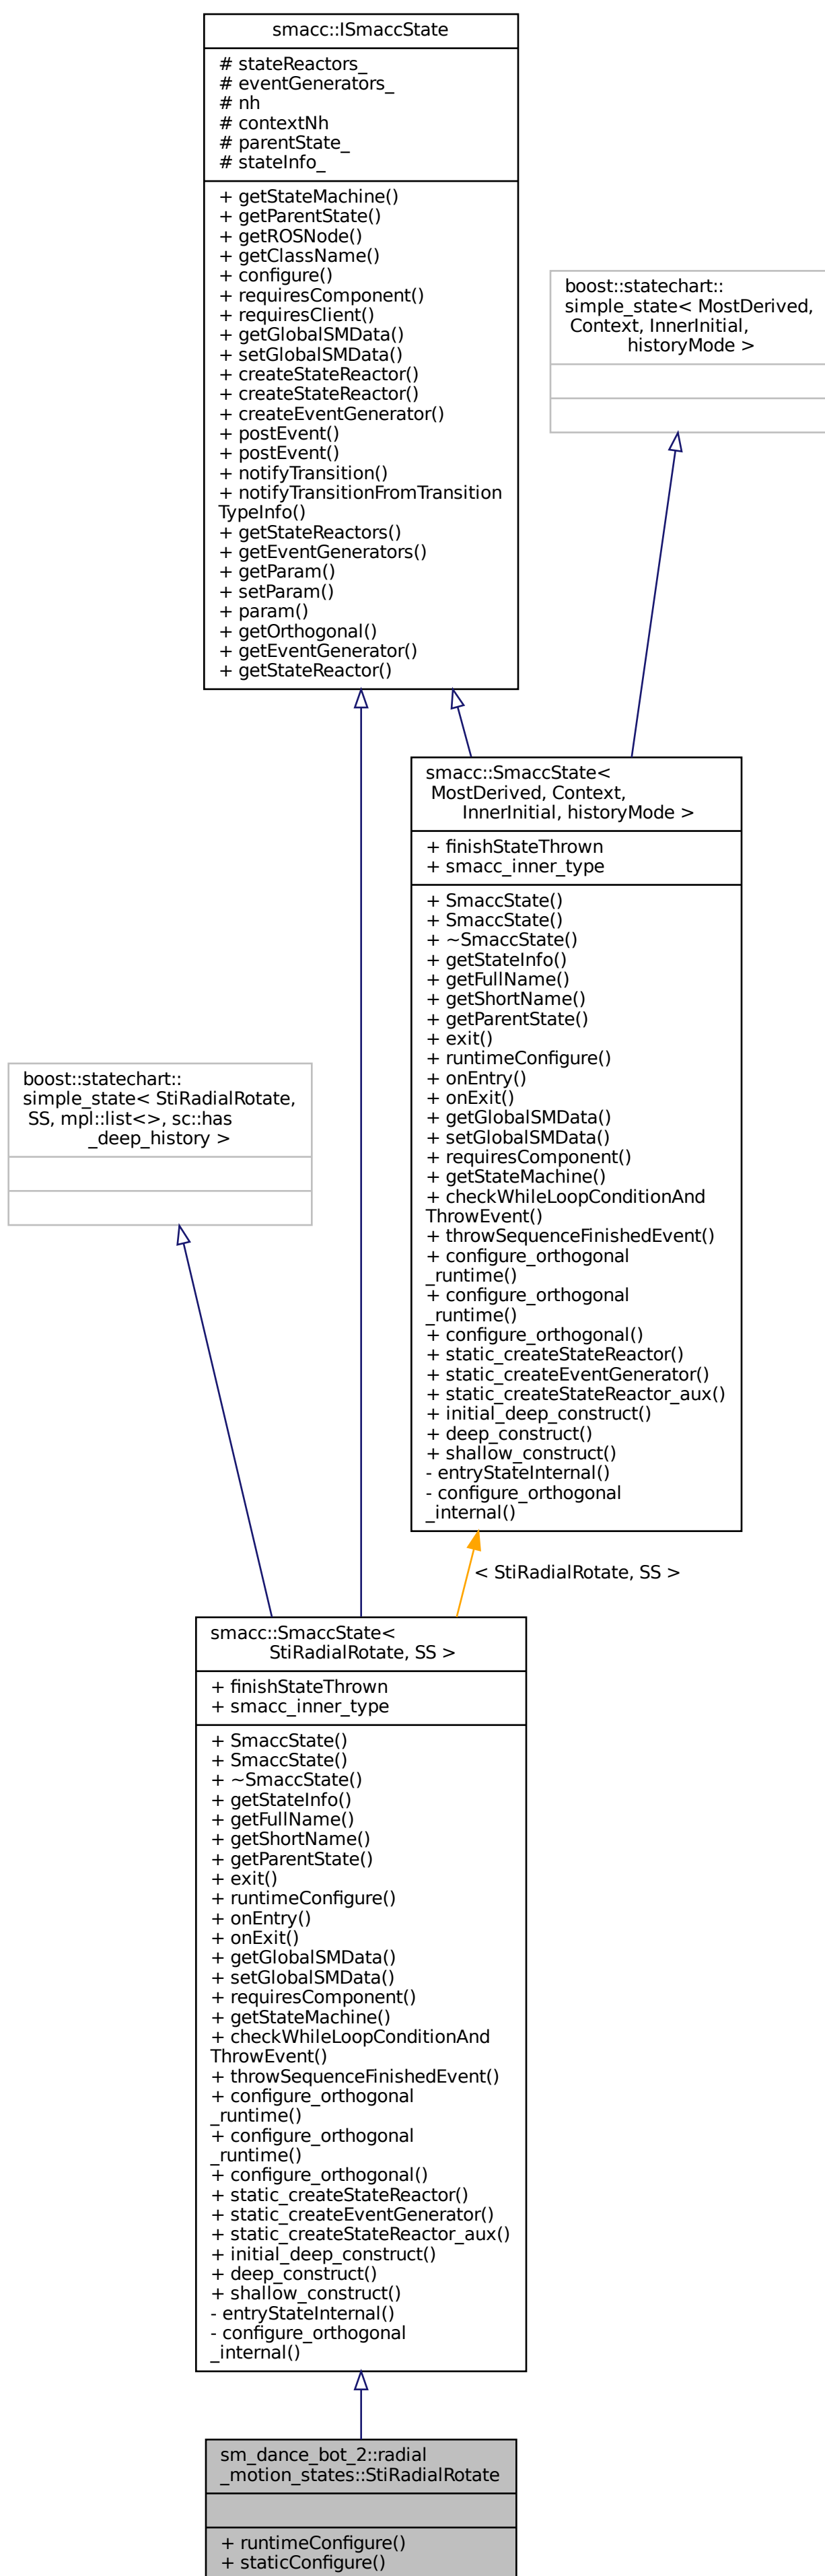 smacc::ISmaccState
# stateReactors_
# eventGenerators_
# nh
# contextNh
# parentState_
# stateInfo_
+ getStateMachine()
+ getParentState()
+ getROSNode()
+ getClassName()
+ configure()
+ requiresComponent()
+ requiresClient()
+ getGlobalSMData()
+ setGlobalSMData()
+ createStateReactor()
+ createStateReactor()
+ createEventGenerator()
+ postEvent()
+ postEvent()
+ notifyTransition()
+ notifyTransitionFromTransition
TypeInfo()
+ getStateReactors()
+ getEventGenerators()
+ getParam()
+ setParam()
+ param()
+ getOrthogonal()
+ getEventGenerator()
+ getStateReactor()
boost::statechart::
simple_state< MostDerived,
Context, InnerInitial,
historyMode >
smacc::SmaccState<
MostDerived, Context,
InnerInitial, historyMode >
+ finishStateThrown
+ smacc_inner_type
+ SmaccState()
+ SmaccState()
+ ~SmaccState()
+ getStateInfo()
+ getFullName()
+ getShortName()
+ getParentState()
+ exit()
+ runtimeConfigure()
+ onEntry()
+ onExit()
+ getGlobalSMData()
+ setGlobalSMData()
+ requiresComponent()
+ getStateMachine()
+ checkWhileLoopConditionAnd
ThrowEvent()
+ throwSequenceFinishedEvent()
+ configure_orthogonal
_runtime()
+ configure_orthogonal
_runtime()
+ configure_orthogonal()
+ static_createStateReactor()
+ static_createEventGenerator()
+ static_createStateReactor_aux()
+ initial_deep_construct()
+ deep_construct()
+ shallow_construct()
- entryStateInternal()
- configure_orthogonal
_internal()
boost::statechart::
simple_state< StiRadialRotate,
SS, mpl::list<>, sc::has
_deep_history >
< StiRadialRotate, SS >
smacc::SmaccState<
StiRadialRotate, SS >
+ finishStateThrown
+ smacc_inner_type
+ SmaccState()
+ SmaccState()
+ ~SmaccState()
+ getStateInfo()
+ getFullName()
+ getShortName()
+ getParentState()
+ exit()
+ runtimeConfigure()
+ onEntry()
+ onExit()
+ getGlobalSMData()
+ setGlobalSMData()
+ requiresComponent()
+ getStateMachine()
+ checkWhileLoopConditionAnd
ThrowEvent()
+ throwSequenceFinishedEvent()
+ configure_orthogonal
_runtime()
+ configure_orthogonal
_runtime()
+ configure_orthogonal()
+ static_createStateReactor()
+ static_createEventGenerator()
+ static_createStateReactor_aux()
+ initial_deep_construct()
+ deep_construct()
+ shallow_construct()
- entryStateInternal()
- configure_orthogonal
_internal()
sm_dance_bot_2::radial
_motion_states::StiRadialRotate
+ runtimeConfigure()
+ staticConfigure()